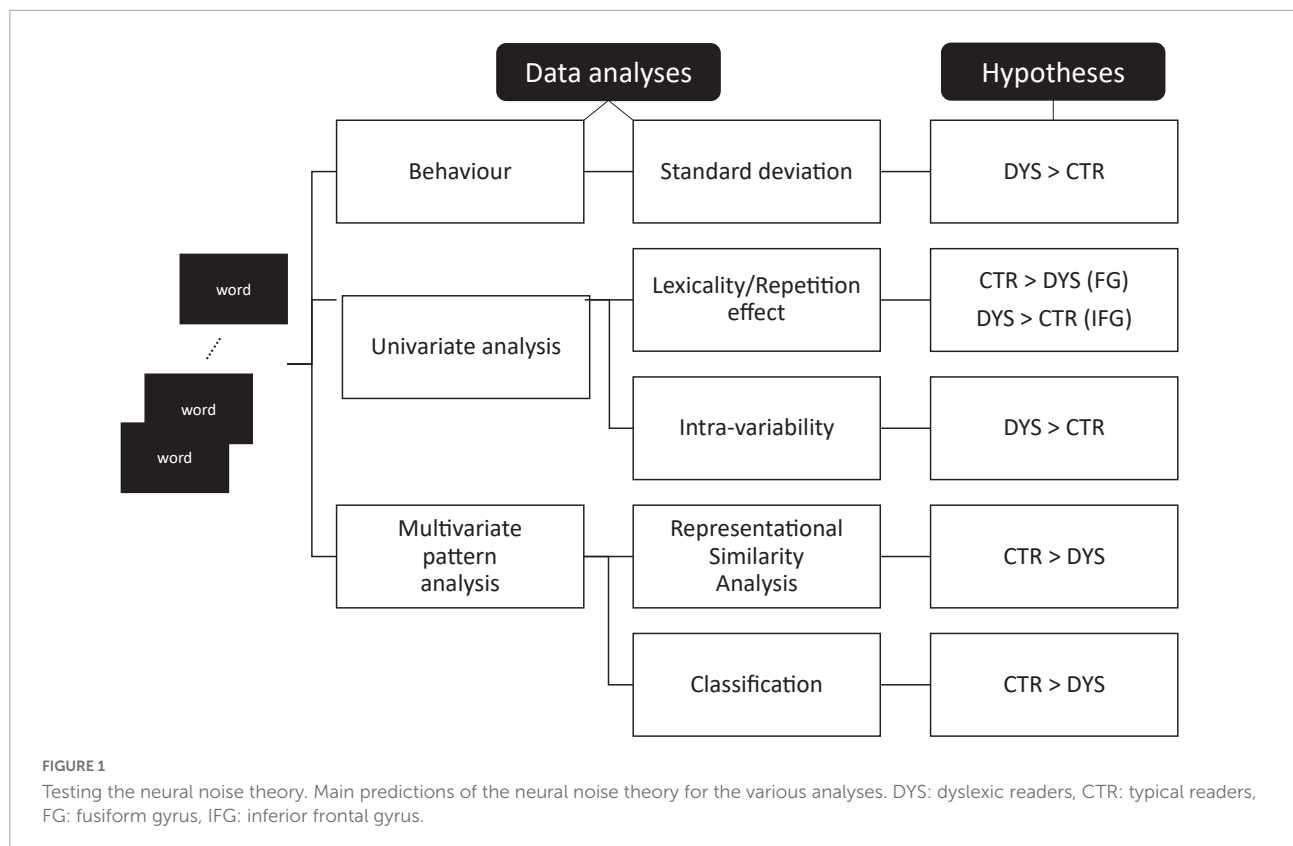 Data analyses
Hypotheses
Behaviour
Standard deviation
DYS > CTR
word
word
word
Univariate analysis
Lexicality/Repetition
effect
CTR > DYS (FG)
DYS > CTR (IFG)
Intra-variability
DYS > CTR
Multivariate
pattern
analysis
Representational
Similarity
Analysis
CTR > DYS
Classification
CTR > DYS
FIGURE 1
Testing the neural noise theory. Main predictions of the neural noise theory for the various analyses. DYS: dyslexic readers, CTR: typical readers,
FG: fusiform gyrus, IFG: inferior frontal gyrus.